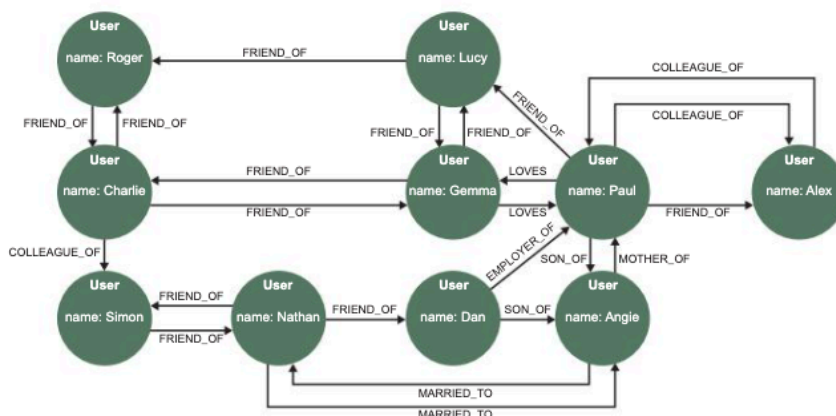 User
name: Roger
User
name: Lucy
FRIEND_OF
COLLEAGUE_OF
COLLEAGUE_OF
FRIEND_OF
FRIEND_OF
FRIEND_OF
FRIEND_OF
FRIEND_OF
User
name: Charlie
FRIEND_OF
FRIEND_OF
User
name: Gemma
LOVES
LOVES
User
name: Paul
FRIEND_OF
User
name: Alex
COLLEAGUE_OF
EMPLOYER_OF
SON_OF
MOTHER_OF
User
name: Simon
FRIEND_OF
FRIEND_OF
User
name: Nathan
FRIEND_OF
User
name: Dan
SON_OF
User
name: Angie
MARRIED_TO
MARRIED_TO